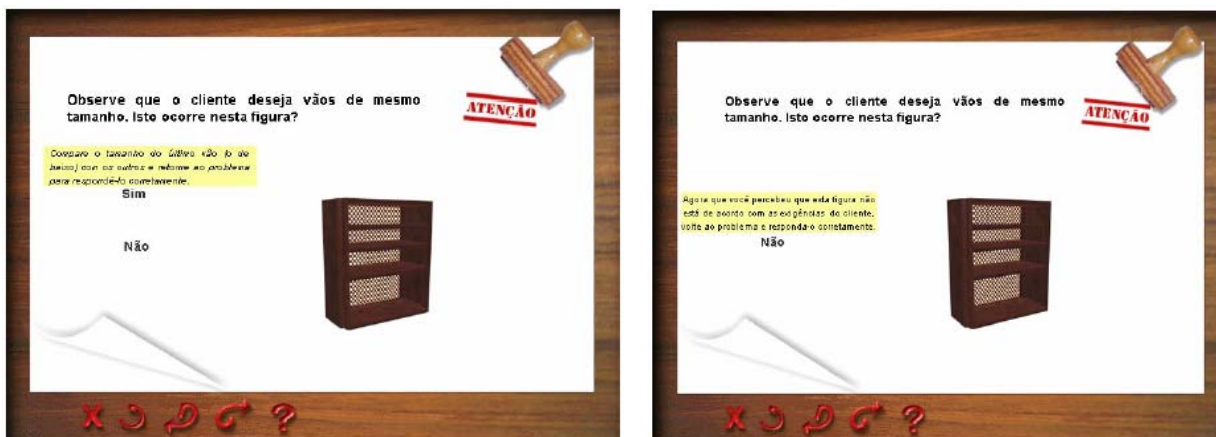 Observe que o cliente deseja vãos de mesmo
tamanho. Isto ocorre nesta figura?
ATENÇÃO
Compare o tamanho do último vão (o de
baixo) com os outros e retorne ao problema
para respondê-lo corretamente.
Sim
Não
X
?
Observe que o cliente deseja vãos de mesmo
tamanho. Isto ocorre nesta figura?
ATENÇÃO
Agora que você percebeu que esta figura não
está de acordo com as exigências do cliente,
volte ao problema e responda-o corretamente.
Não
X
?